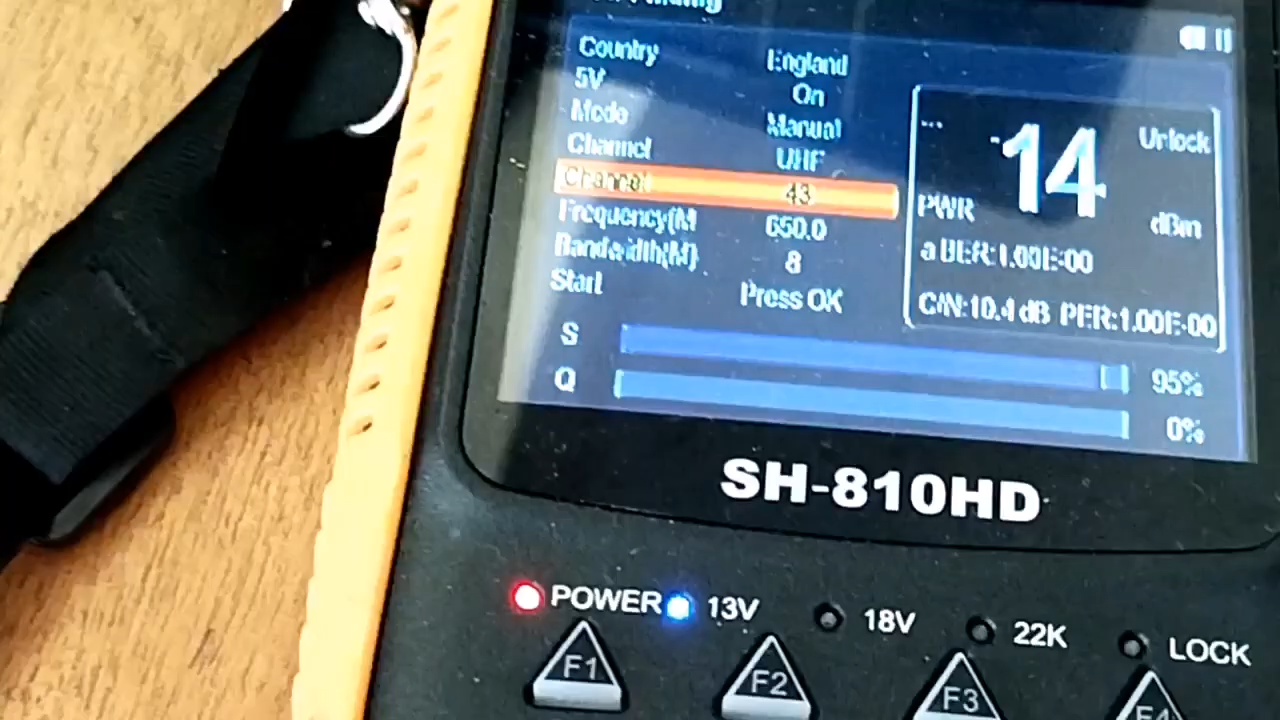 Country England
5V On
Mode Manual
Channel UHF
Channel 43
Frequency(M 650.0
Bandwidth(M) 8
Start Press OK
--- -14 Unlock
PWR dBm
a BER:1.00E-00
C/N:10.4 dB PER:1.00E-00
S 95%
Q 0%
SH-810HD
POWER 13V 18V 22K LOCK
F1 F2 F3 F4